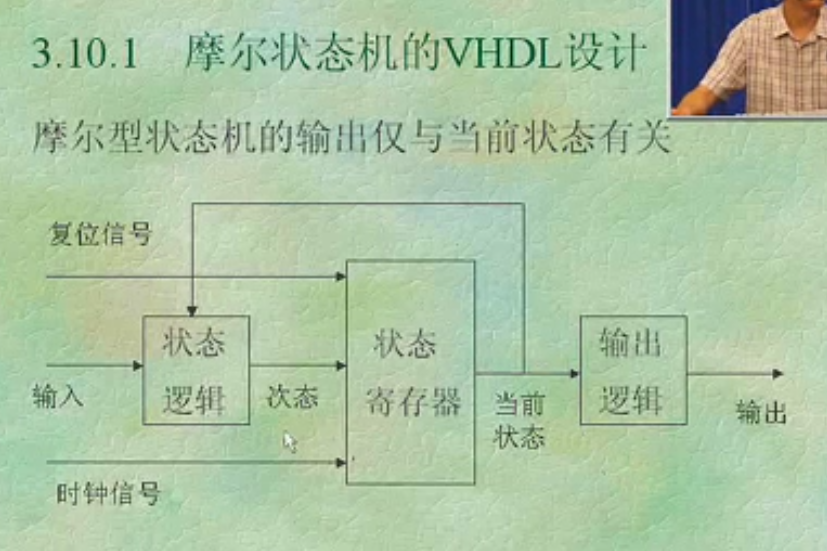 3.10.1 摩尔状态机的VHDL设计
摩尔型状态机的输出仅与当前状态有关
复位信号
状态
逻辑
状态
寄存器
输出
逻辑
输入
次态
当前
状态
输出
时钟信号